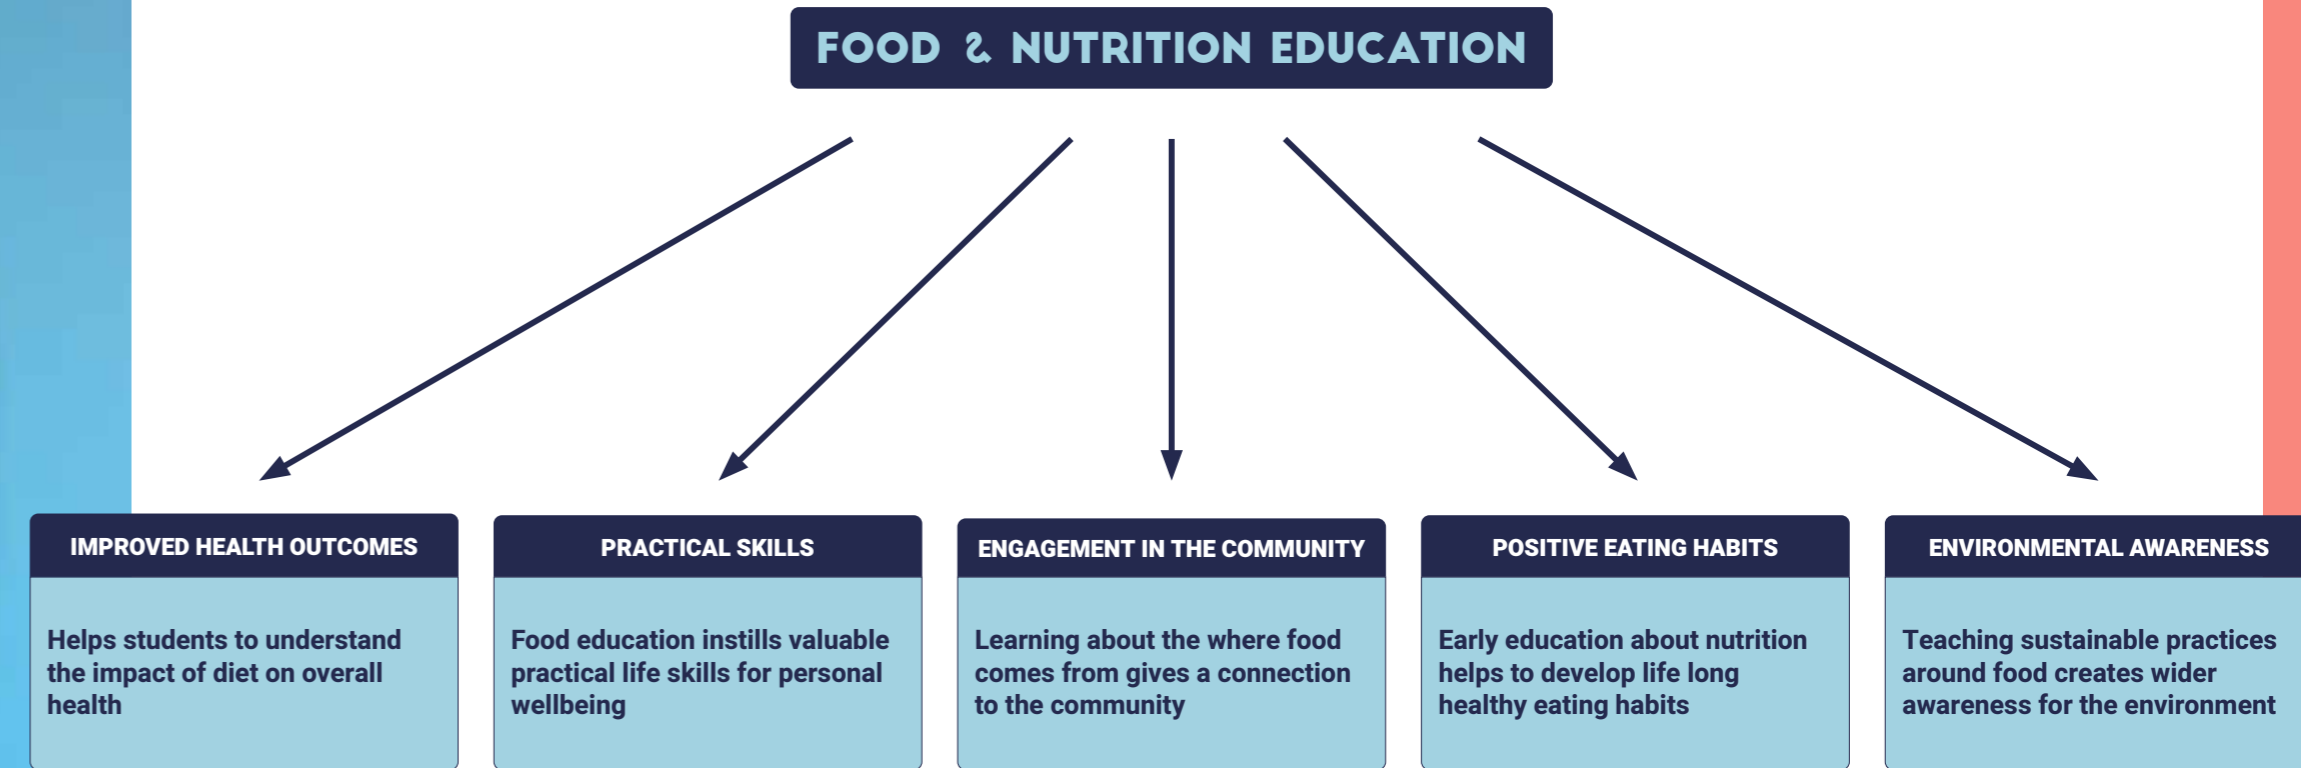 FOOD & NUTRITION EDUCATION
IMPROVED HEALTH OUTCOMES
Helps students to understand
the impact of diet on overall
health
PRACTICAL SKILLS
Food education instills valuable
practical life skills for personal
wellbeing
ENGAGEMENT IN THE COMMUNITY
Learning about the where food
comes from gives a connection
to the community
POSITIVE EATING HABITS
Early education about nutrition
helps to develop life long
healthy eating habits
ENVIRONMENTAL AWARENESS
Teaching sustainable practices
around food creates wider
awareness for the environment